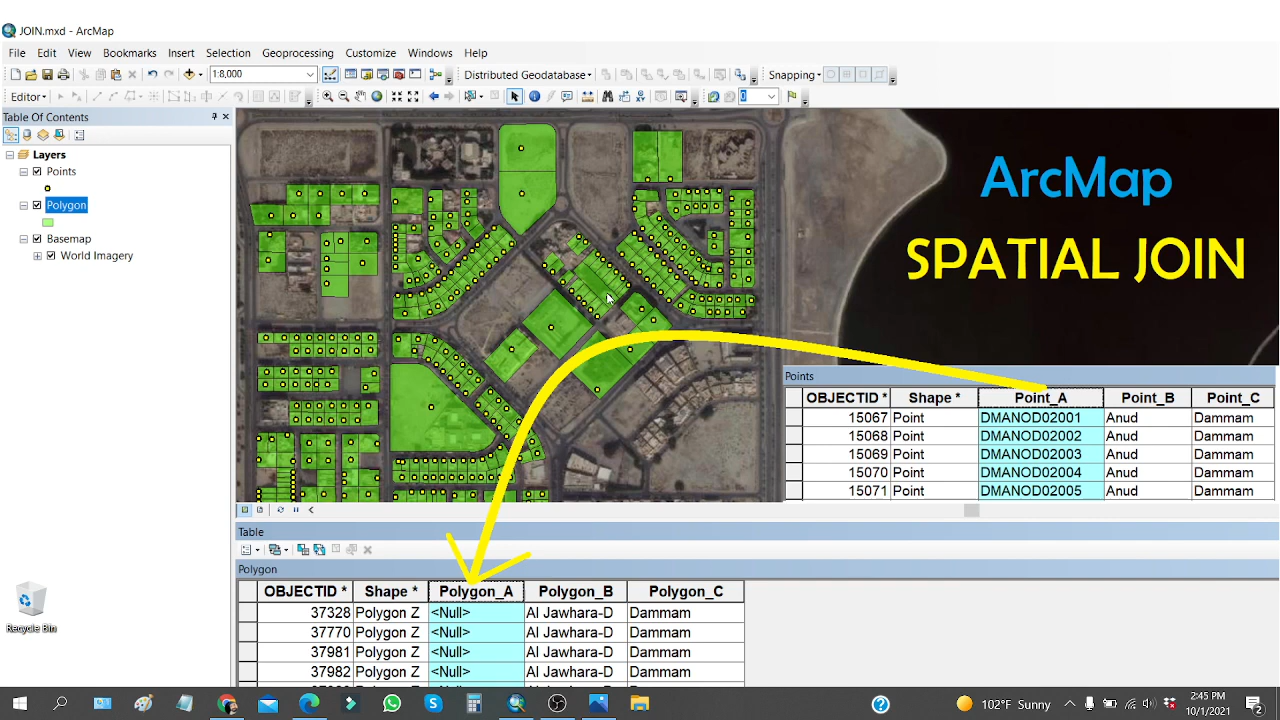 JOIN.mxd - ArcMap
File Edit View Bookmarks Insert Selection Geoprocessing Customize Windows Help
1:8,000 Distributed Geodatabase Snapping
Editor
Table Of Contents
Layers
Points
Polygon
Basemap
World Imagery
ArcMap
SPATIAL JOIN
Points
OBJECTID * Shape * Point_A Point_B Point_C
15067 Point DMANOD02001 Anud Dammam
15068 Point DMANOD02002 Anud Dammam
15069 Point DMANOD02003 Anud Dammam
15070 Point DMANOD02004 Anud Dammam
15071 Point DMANOD02005 Anud Dammam
Table
Polygon
OBJECTID * Shape * Polygon_A Polygon_B Polygon_C
37328 Polygon Z <Null> Al Jawhara-D Dammam
37770 Polygon Z <Null> Al Jawhara-D Dammam
37981 Polygon Z <Null> Al Jawhara-D Dammam
37982 Polygon Z <Null> Al Jawhara-D Dammam
Recycle Bin
102°F Sunny
2:45 PM
10/1/2021